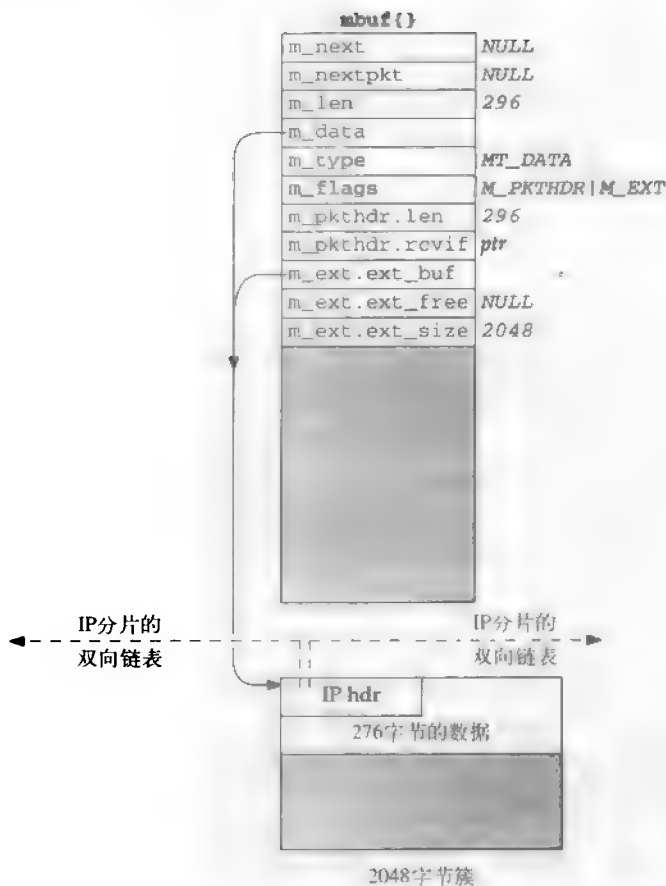 mbuf{}
m_next NULL
m_nextpkt NULL
m_len 296
m_data
m_type MT_DATA
m_flags M_PKTHDR|M_EXT
m_pkthdr.len 296
m_pkthdr.rcvif ptr
m_ext.ext_buf
m_ext.ext_free NULL
m_ext.ext_size 2048
IP分片的 IP分片的
双向链表 双向链表
IP hdr
276字节的数据
2048字节簇